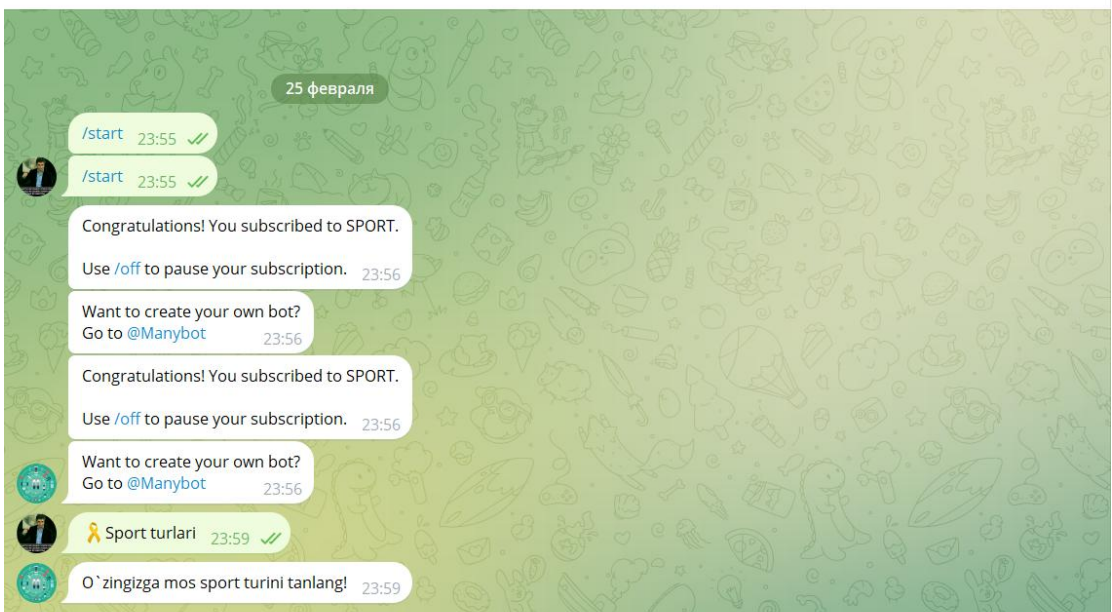 25 февраля
/start 23:55
/start 23:55
Congratulations! You subscribed to SPORT.
Use /off to pause your subscription. 23:56
Want to create your own bot?
Go to @Manybot 23:56
Congratulations! You subscribed to SPORT.
Use /off to pause your subscription. 23:56
Want to create your own bot?
Go to @Manybot 23:56
Sport turlari 23:59
O`zingizga mos sport turini tanlang! 23:59